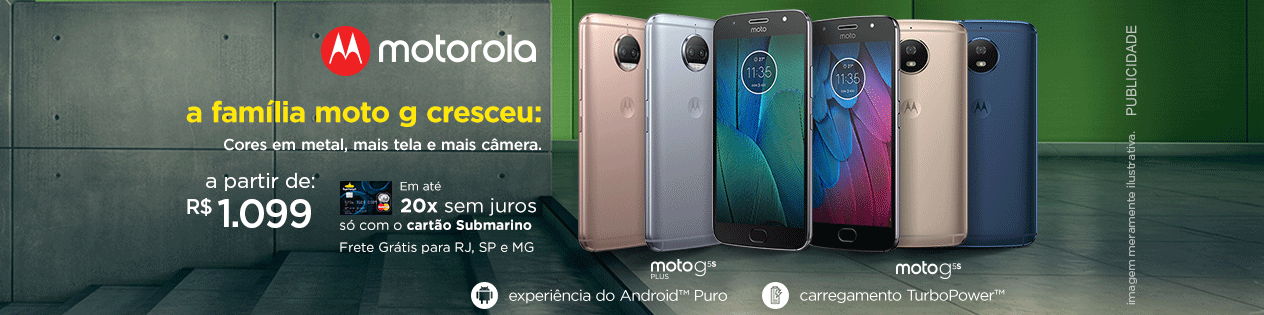 motorola
a família moto g cresceu:
Cores em metal, mais tela e mais câmera.
a partir de:
R$ 1.099
Em até
20x sem juros
só com o cartão Submarino
Frete Grátis para RJ, SP e MG
moto
11:35
moto
11:35
moto g5s
PLUS
moto g5s
experiência do Android™ Puro
carregamento TurboPower™
imagem meramente ilustrativa. PUBLICIDADE